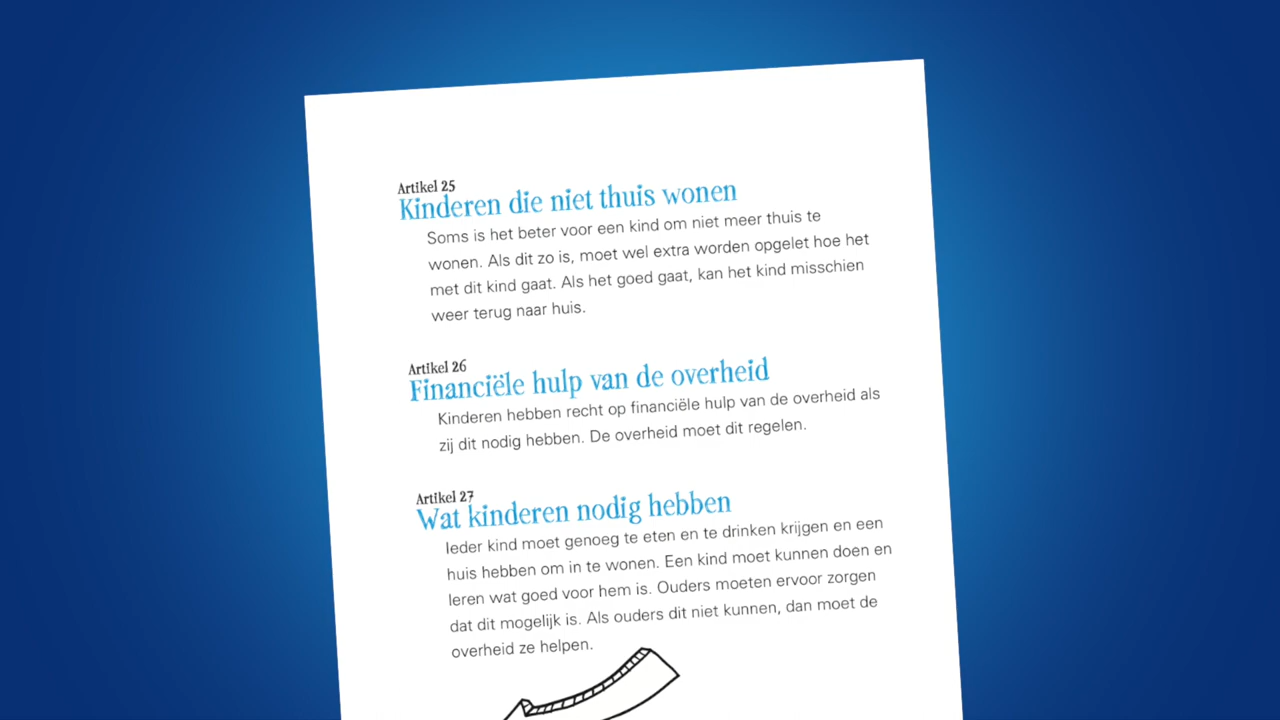 Artikel 25
Kinderen die niet thuis wonen
Soms is het beter voor een kind om niet meer thuis te
wonen. Als dit zo is, moet wel extra worden opgelet hoe het
met dit kind gaat. Als het goed gaat, kan het kind misschien
weer terug naar huis.
Artikel 26
Financiële hulp van de overheid
Kinderen hebben recht op financiële hulp van de overheid als
zij dit nodig hebben. De overheid moet dit regelen.
Artikel 27
Wat kinderen nodig hebben
Ieder kind moet genoeg te eten en te drinken krijgen en een
huis hebben om in te wonen. Een kind moet kunnen doen en
leren wat goed voor hem is. Ouders moeten ervoor zorgen
dat dit mogelijk is. Als ouders dit niet kunnen, dan moet de
overheid ze helpen.